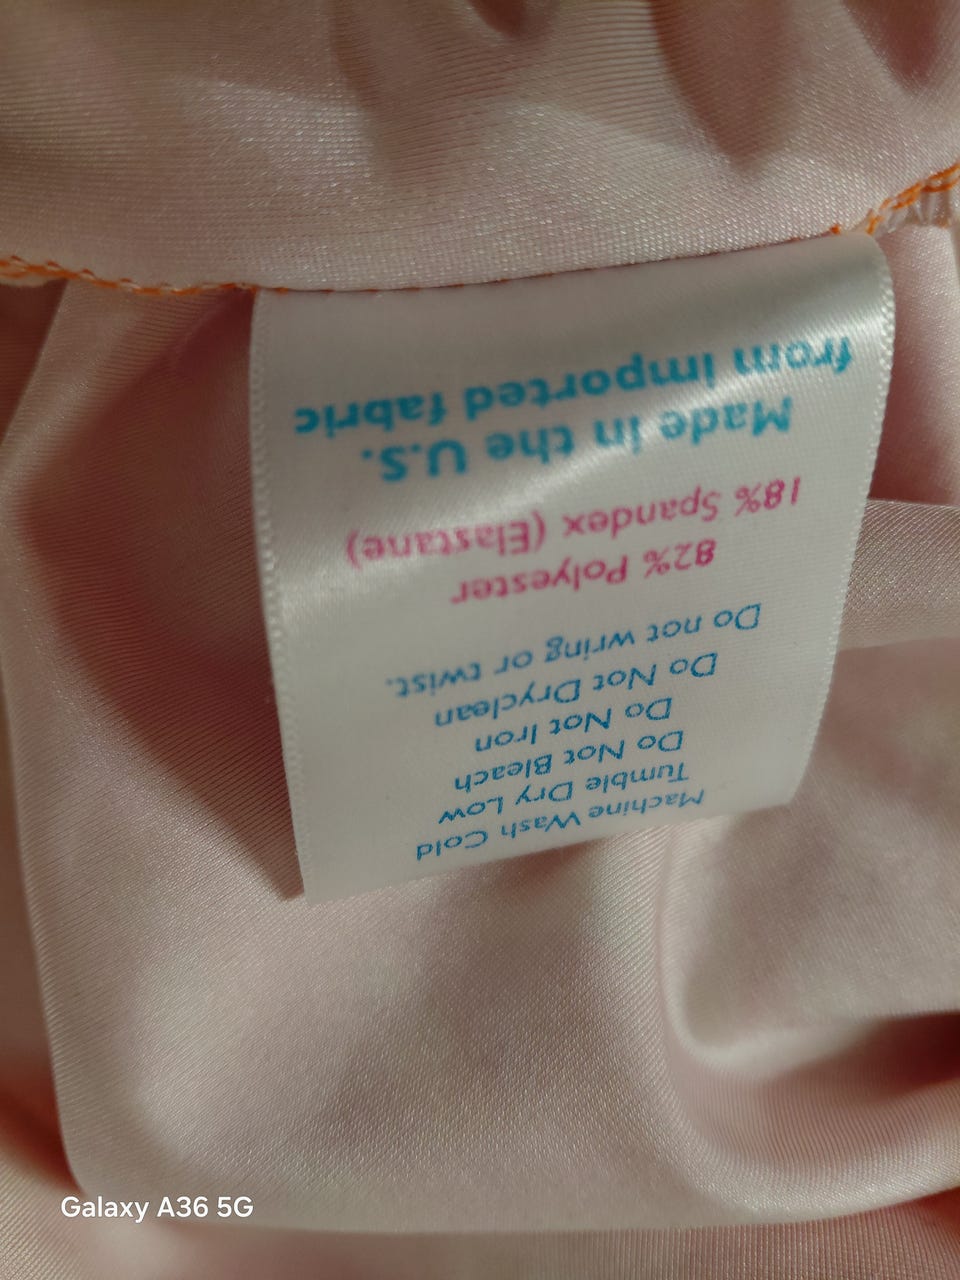 Machine Wash Cold
Tumble Dry Low
Do Not Bleach
Do Not Iron
Do Not Dryclean
Do not wring or twist.
82% Polyester
18% Spandex (Elastane)
Made in the U.S.
from imported fabric
Galaxy A36 5G